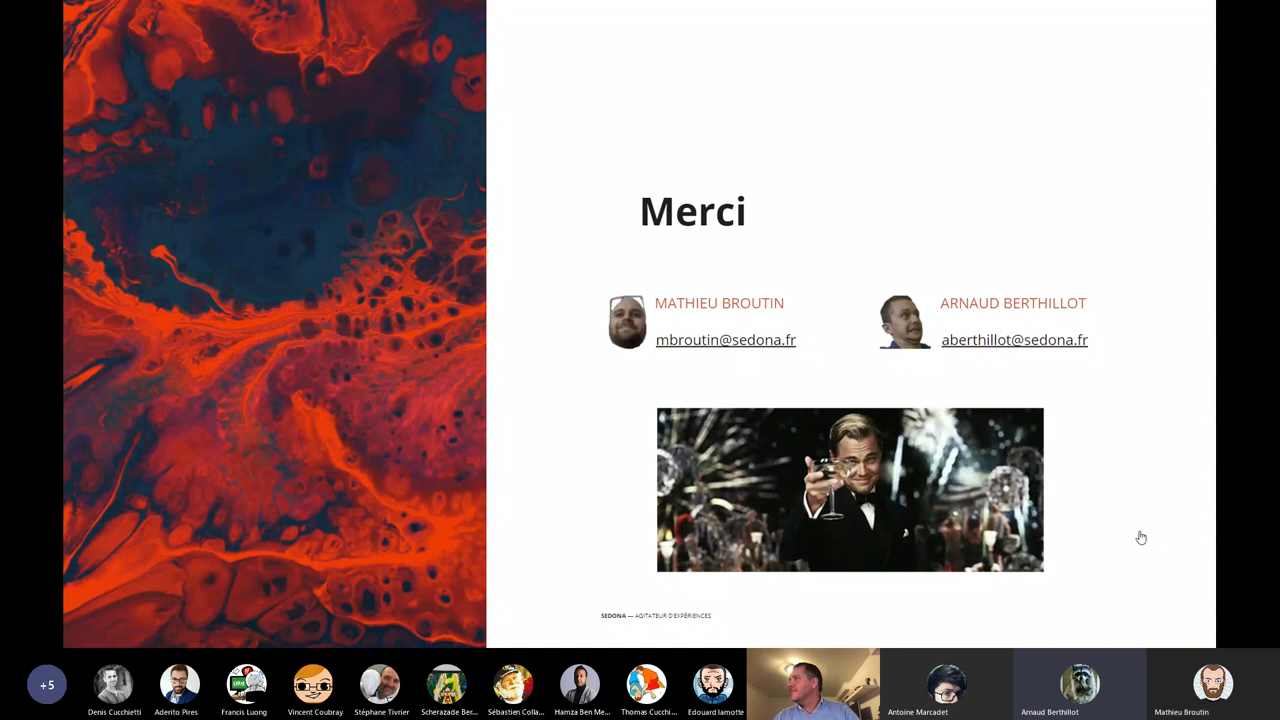 Merci
MATHIEU BROUTIN
mbroutin@sedona.fr
ARNAUD BERTHILLOT
aberthillot@sedona.fr
SEDONA — AGITATEUR D'EXPÉRIENCES
+5
Denis Cucchietti
Aderito Pires
Francis Luong
Vincent Coubray
Stéphane Tivrier
Scherazade Ber...
Sébastien Colla...
Hamza Ben Me...
Thomas Cucchi...
Edouard lamotte
Antoine Marcadet
Arnaud Berthillot
Mathieu Broutin